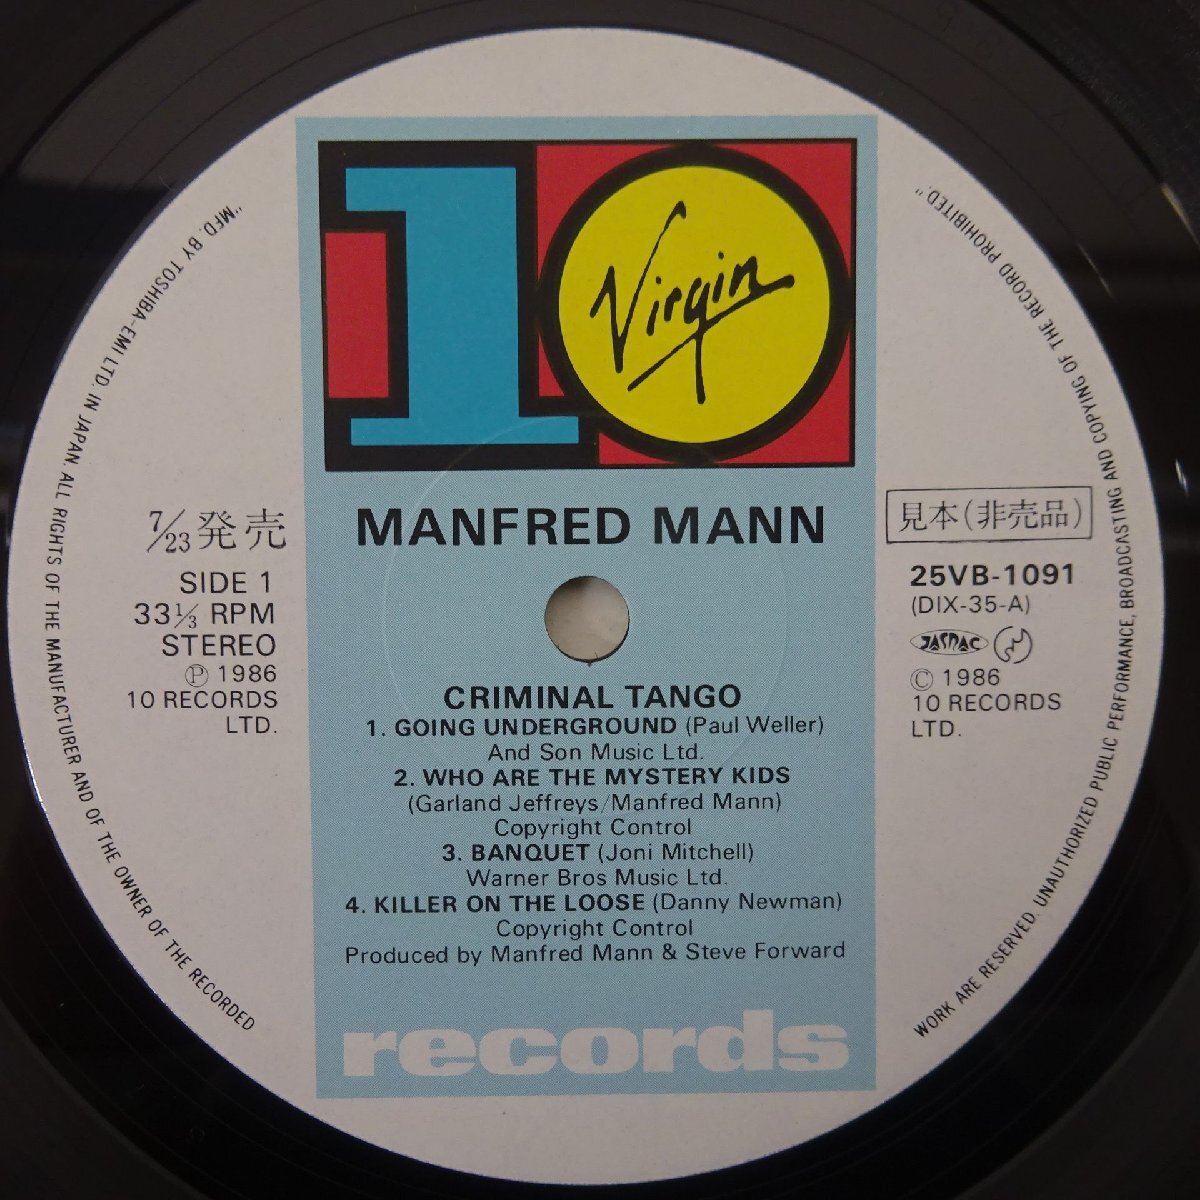 10
Virgin
MANFRED MANN
7/23発売
SIDE 1
33⅓ RPM
STEREO
Ⓟ 1986
10 RECORDS
LTD.
見本(非売品)
25VB-1091
(DIX-35-A)
JASRAC
© 1986
10 RECORDS
LTD.
CRIMINAL TANGO
1. GOING UNDERGROUND (Paul Weller)
And Son Music Ltd.
2. WHO ARE THE MYSTERY KIDS
(Garland Jeffreys/Manfred Mann)
Copyright Control
3. BANQUET (Joni Mitchell)
Warner Bros Music Ltd.
4. KILLER ON THE LOOSE (Danny Newman)
Copyright Control
Produced by Manfred Mann & Steve Forward
records
"MFD. BY TOSHIBA-EMI LTD. IN JAPAN. ALL RIGHTS OF THE MANUFACTURER AND OF THE OWNER OF THE RECORDED
WORK ARE RESERVED. UNAUTHORIZED PUBLIC PERFORMANCE, BROADCASTING AND COPYING OF THE RECORD PROHIBITED."